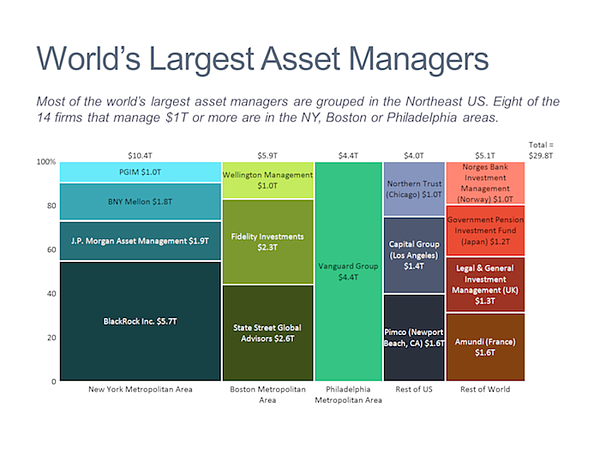 World's Largest Asset Managers
Most of the world's largest asset managers are grouped in the Northeast US. Eight of the
14 firms that manage $1T or more are in the NY, Boston or Philadelphia areas.
Total =
$10.4T $5.9T $4.4T $4.0T $5.1T $29.8T
100%
80
60
40
20
0
PGIM $1.0T
BNY Mellon $1.8T
J.P. Morgan Asset Management $1.9T
BlackRock Inc. $5.7T
Wellington Management
$1.0T
Fidelity Investments
$2.3T
State Street Global
Advisors $2.6T
Vanguard Group
$4.4T
Northern Trust
(Chicago) $1.0T
Capital Group
(Los Angeles)
$1.4T
Pimco (Newport
Beach, CA) $1.6T
Norges Bank
Investment
Management
(Norway) $1.0T
Government Pension
Investment Fund
(Japan) $1.2T
Legal & General
Investment
Management (UK)
$1.3T
Amundi (France)
$1.6T
New York Metropolitan Area
Boston Metropolitan
Area
Philadelphia
Metropolitan Area
Rest of US
Rest of World